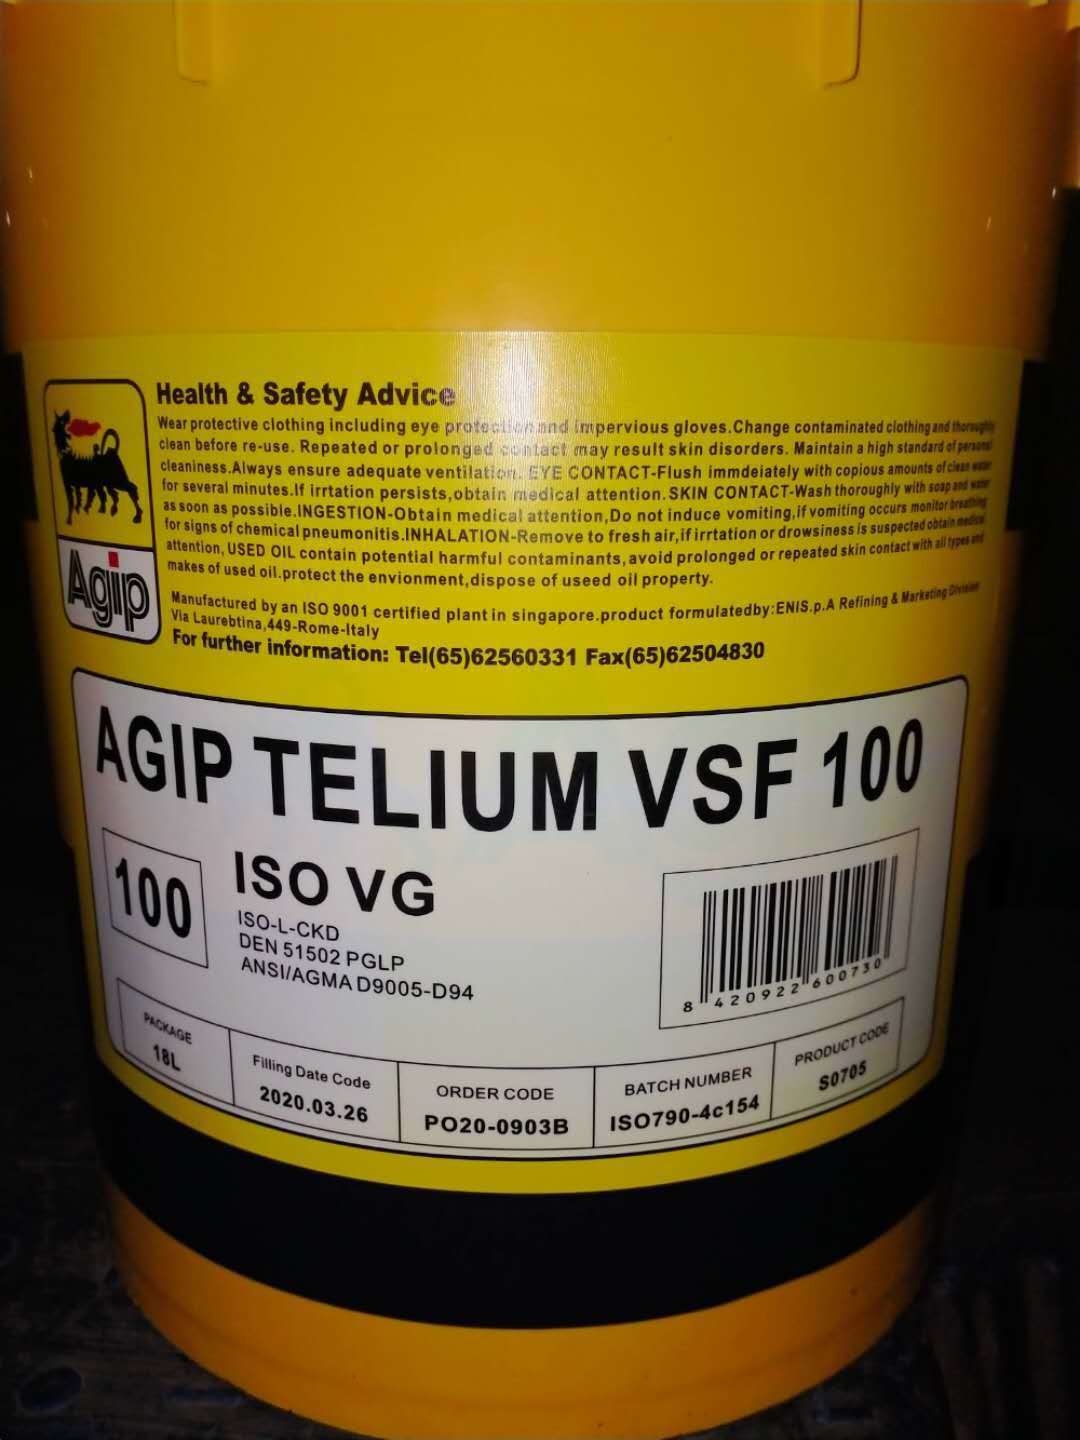 Health & Safety Advice
Wear protective clothing including eye protection and impervious gloves.Change contaminated clothing and thoroughly
clean before re-use. Repeated or prolonged contact may result skin disorders. Maintain a high standard of personal
cleaniness.Always ensure adequate ventilation. EYE CONTACT-Flush immdeiately with copious amounts of clean water
for several minutes.If irrtation persists,obtain medical attention.SKIN CONTACT-Wash thoroughly with soap and water
as soon as possible.INGESTION-Obtain medical attention,Do not induce vomiting,if vomiting occurs monitor breathing
for signs of chemical pneumonitis.INHALATION-Remove to fresh air,if irritation or drowsiness is suspected obtain medical
attention, USED OIL contain potential harmful contaminants,avoid prolonged or repeated skin contact with all types and
makes of used oil.protect the envionment,dispose of useed oil property.
Agip
Manufactured by an ISO 9001 certified plant in singapore.product formulatedby:ENIS.p.A Refining & Marketing Division
Via Laurebtina,449-Rome-Italy
For further information: Tel(65)62560331 Fax(65)62504830
AGIP TELIUM VSF 100
100
ISO VG
ISO-L-CKD
DEN 51502 PGLP
ANSI/AGMA D9005-D94
8 420922 600730
PACKAGE
18L
Filling Date Code
2020.03.26
ORDER CODE
PO20-0903B
BATCH NUMBER
ISO790-4c154
PRODUCT CODE
S0705